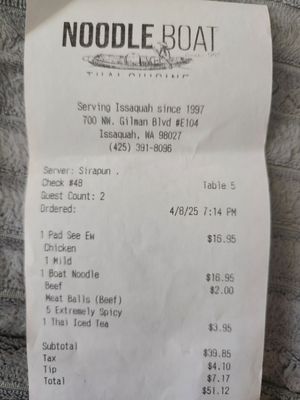 NOODLE BOAT
THAI CUISINE
Serving Issaquah since 1997
700 NW. Gilman Blvd #E104
Issaquah, WA 98027
(425) 391-8096
Server: Sirapun .
Check #48 Table 5
Guest Count: 2
Ordered: 4/8/25 7:14 PM
1 Pad See Ew $16.95
Chicken
1 Mild
1 Boat Noodle $16.95
Beef $2.00
Meat Balls (Beef)
5 Extremely Spicy
1 Thai Iced Tea $3.95
Subtotal $39.85
Tax $4.10
Tip $7.17
Total $51.12